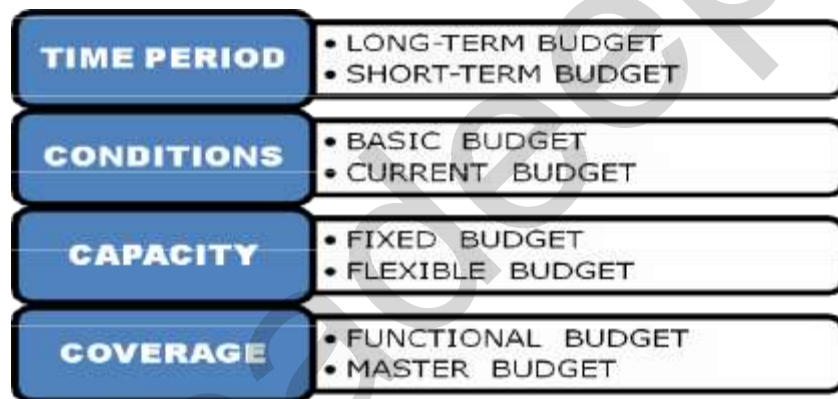 TIME PERIOD
• LONG-TERM BUDGET
• SHORT-TERM BUDGET
CONDITIONS
• BASIC BUDGET
• CURRENT BUDGET
CAPACITY
• FIXED BUDGET
• FLEXIBLE BUDGET
COVERAGE
• FUNCTIONAL BUDGET
• MASTER BUDGET